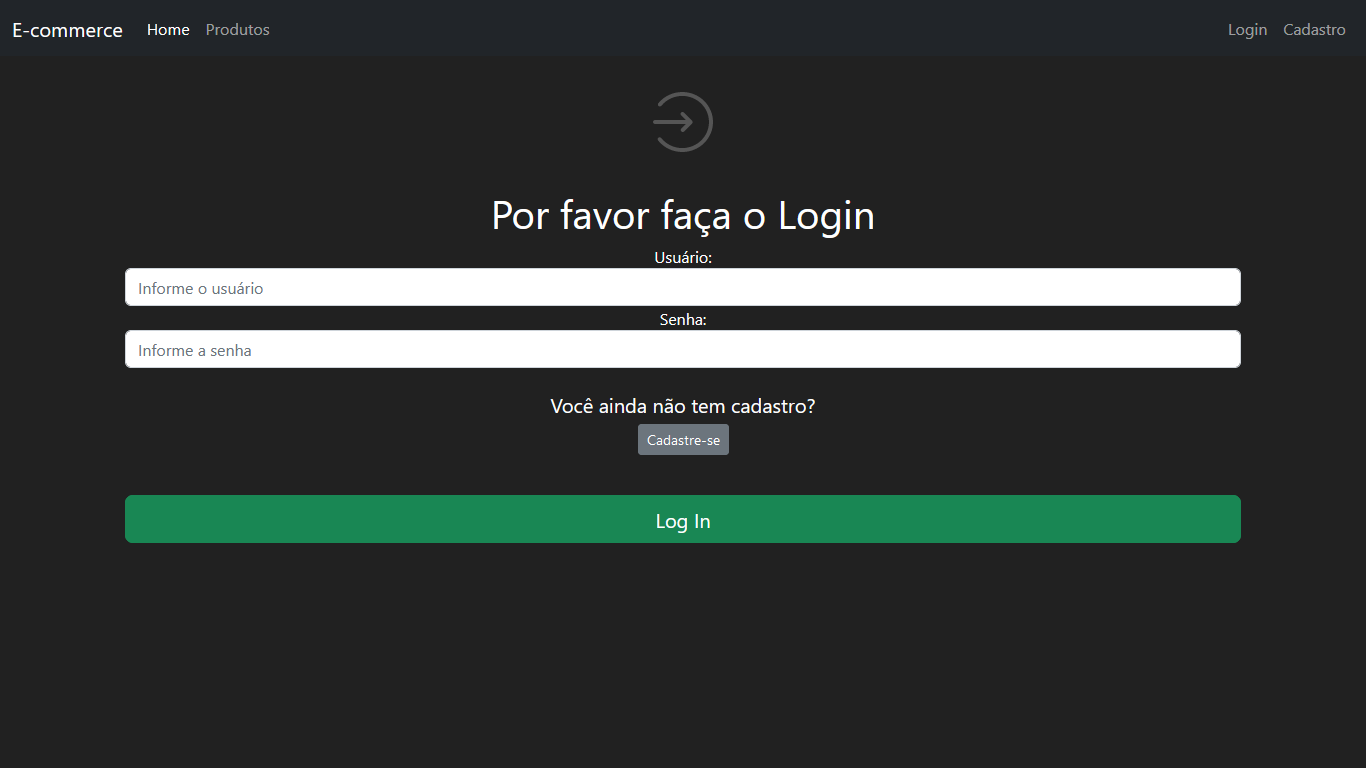 E-commerce Home Produtos Login Cadastro
Por favor faça o Login
Usuário:
Informe o usuário
Senha:
Informe a senha
Você ainda não tem cadastro?
Cadastre-se
Log In